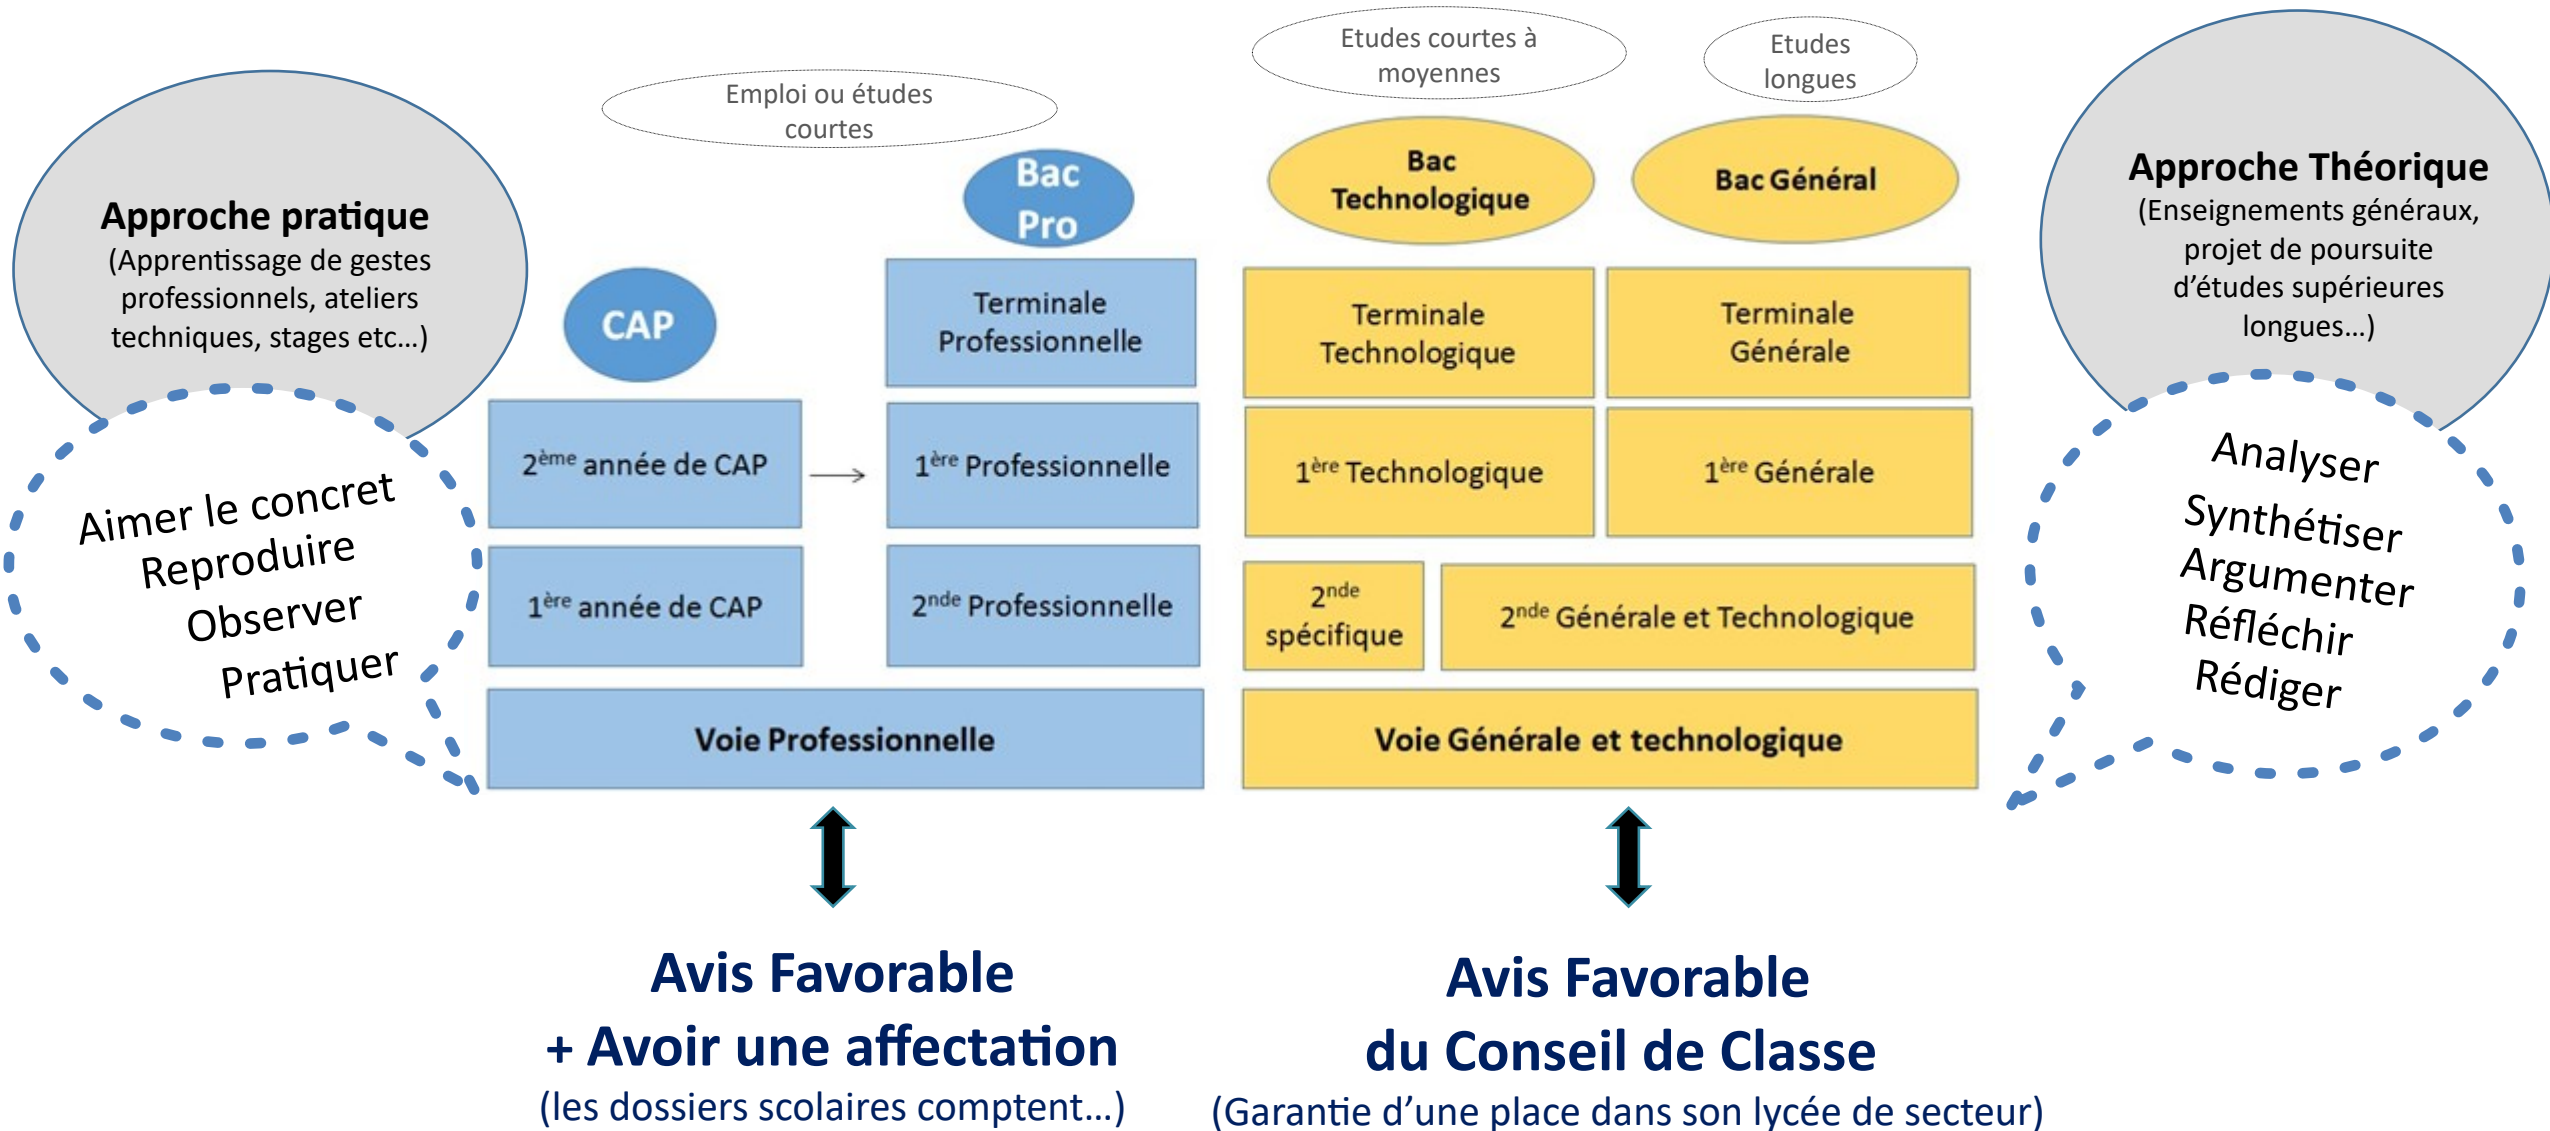 Approche pratique
(Apprentissage de gestes
professionnels, ateliers
techniques, stages etc…)
Aimer le concret
Reproduire
Observer
Pratiquer
Emploi ou études
courtes
CAP
2ème année de CAP
1ère année de CAP
Bac
Pro
Terminale
Professionnelle
1ère Professionnelle
2nde Professionnelle
Voie Professionnelle
Etudes courtes à
moyennes
Bac
Technologique
Terminale
Technologique
1ère Technologique
2nde
spécifique
Etudes
longues
Bac Général
Terminale
Générale
1ère Générale
2nde Générale et Technologique
Voie Générale et technologique
Approche Théorique
(Enseignements généraux,
projet de poursuite
d’études supérieures
longues…)
Analyser
Synthétiser
Argumenter
Réfléchir
Rédiger
Avis Favorable
+ Avoir une affectation
(les dossiers scolaires comptent…)
Avis Favorable
du Conseil de Classe
(Garantie d’une place dans son lycée de secteur)